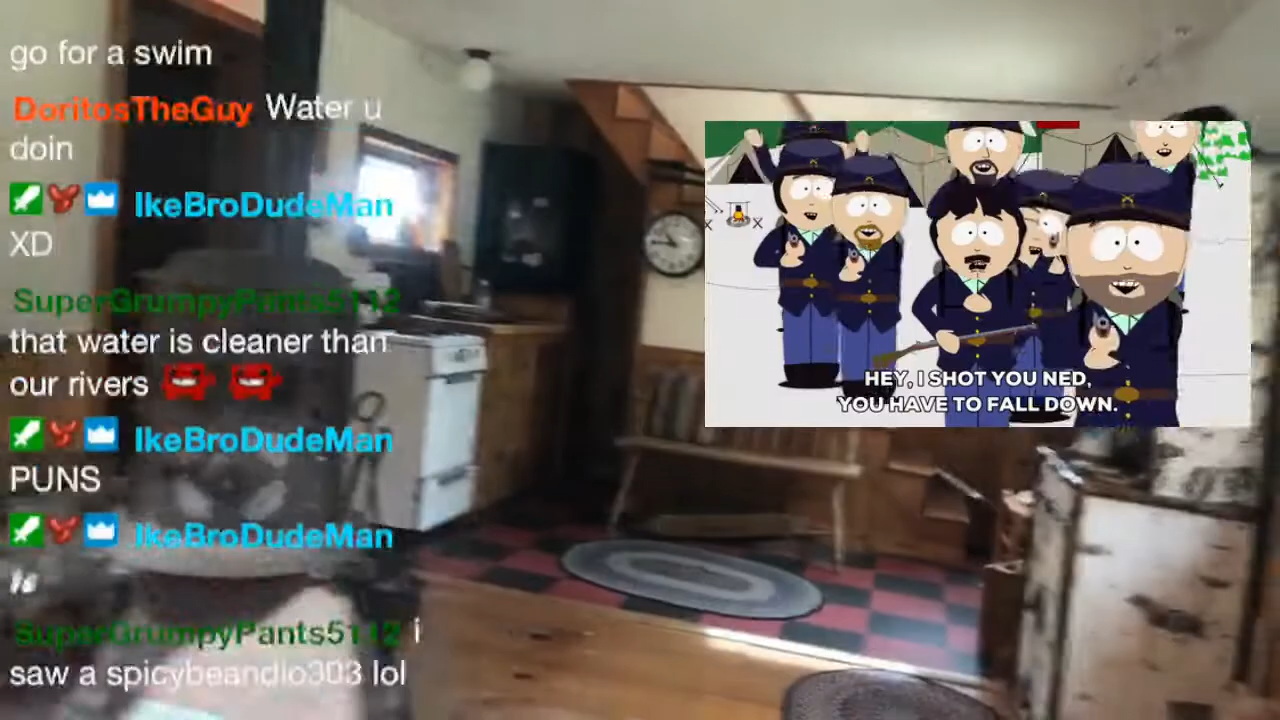 go for a swim
DoritosTheGuy Water u
doin
IkeBroDudeMan
XD
SuperGrumpyPants5112
that water is cleaner than
our rivers
IkeBroDudeMan
PUNS
IkeBroDudeMan
SuperGrumpyPants5112 i
saw a spicybeandlo303 lol
HEY, I SHOT YOU NED,
YOU HAVE TO FALL DOWN.